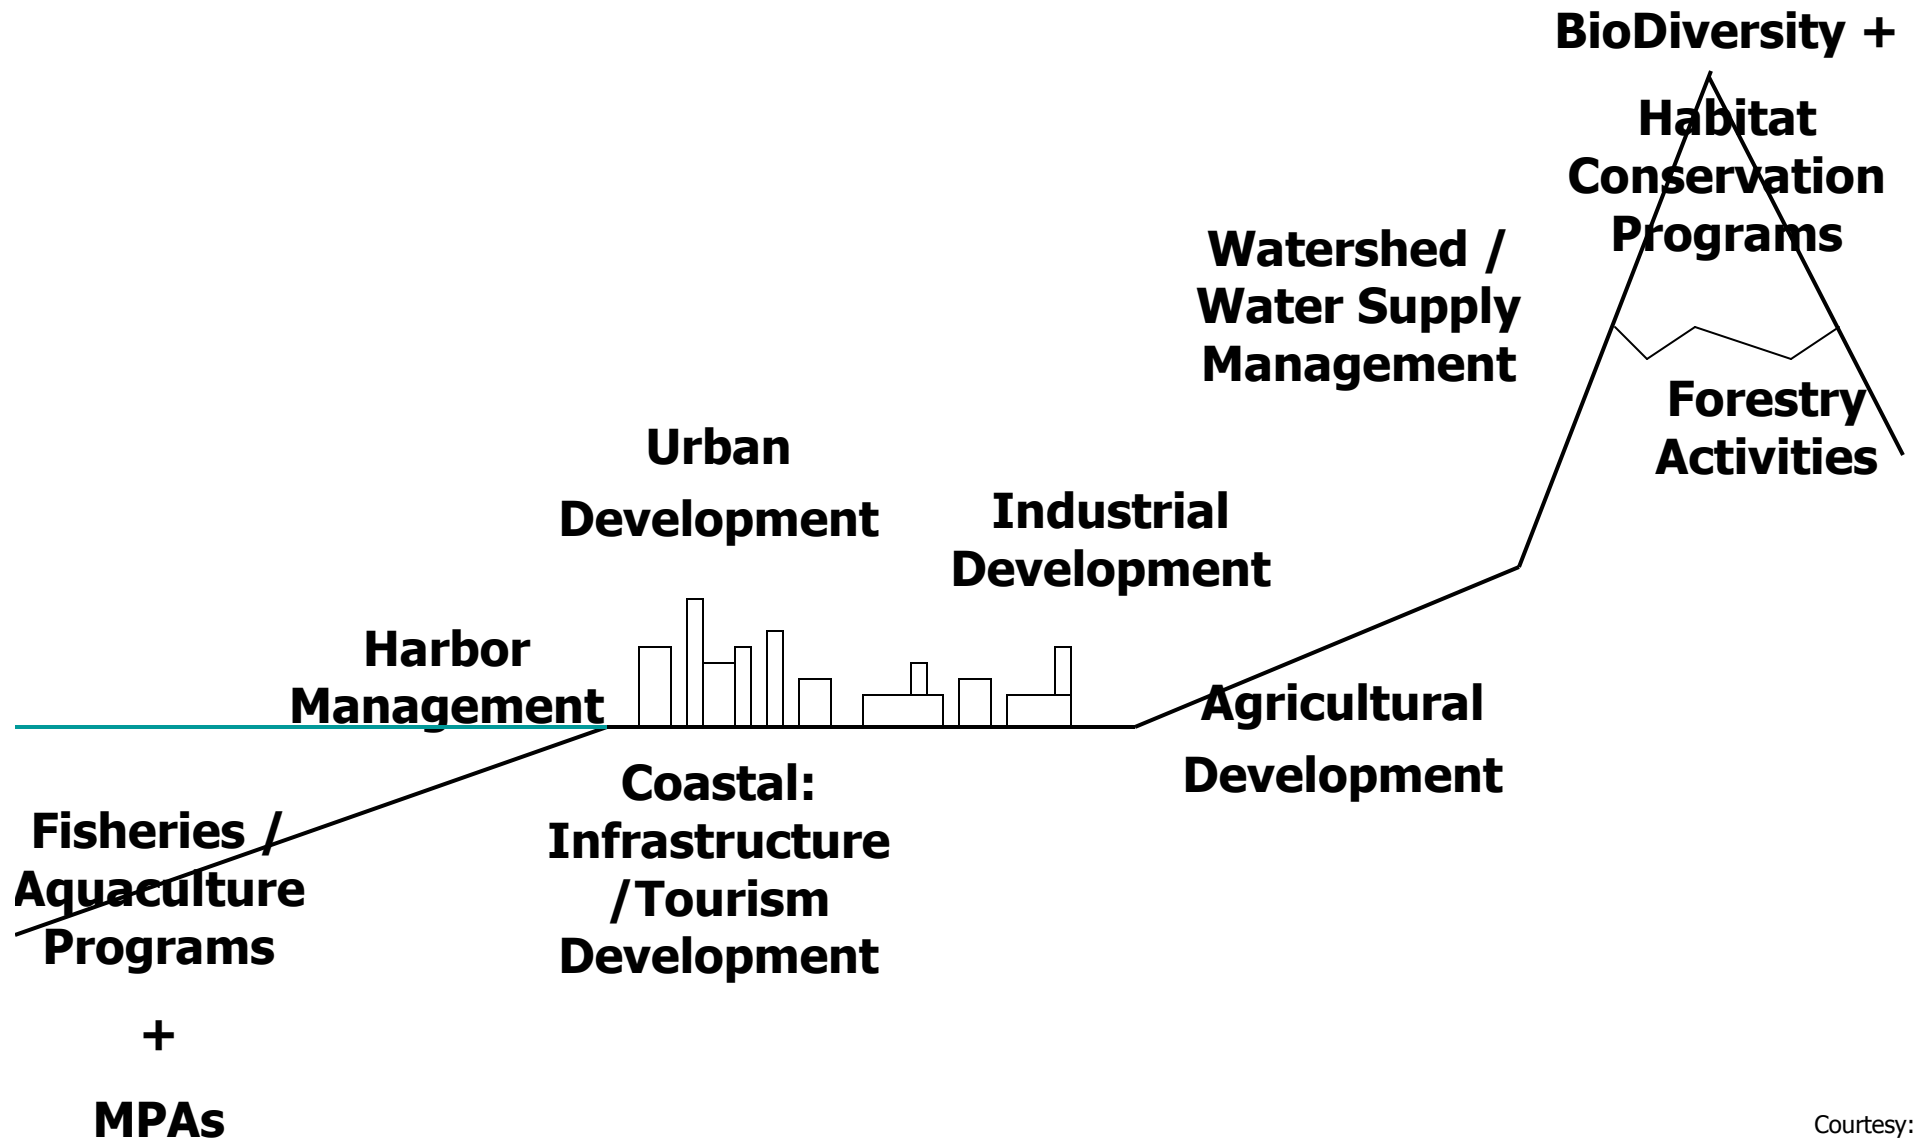 BioDiversity +
Habitat
Conservation
Programs
Watershed /
Water Supply
Management
Forestry
Activities
Urban
Development
Industrial
Development
Harbor
Management
Agricultural
Development
Coastal:
Infrastructure
/Tourism
Development
Fisheries /
Aquaculture
Programs
+
MPAs
Courtesy: